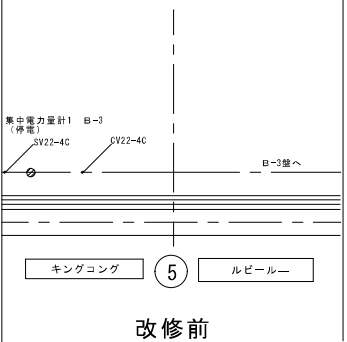 集中電力量計1 B-3
(停電)
SV22-4C CV22-4C
B-3盤へ
キングコング 5 ルビール―
改修前